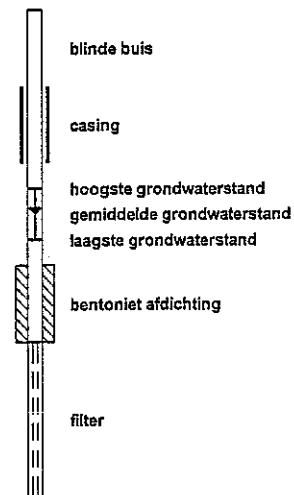 blinde buis
casing
hoogste grondwaterstand
gemiddelde grondwaterstand
laagste grondwaterstand
bentoniet afdichting
filter